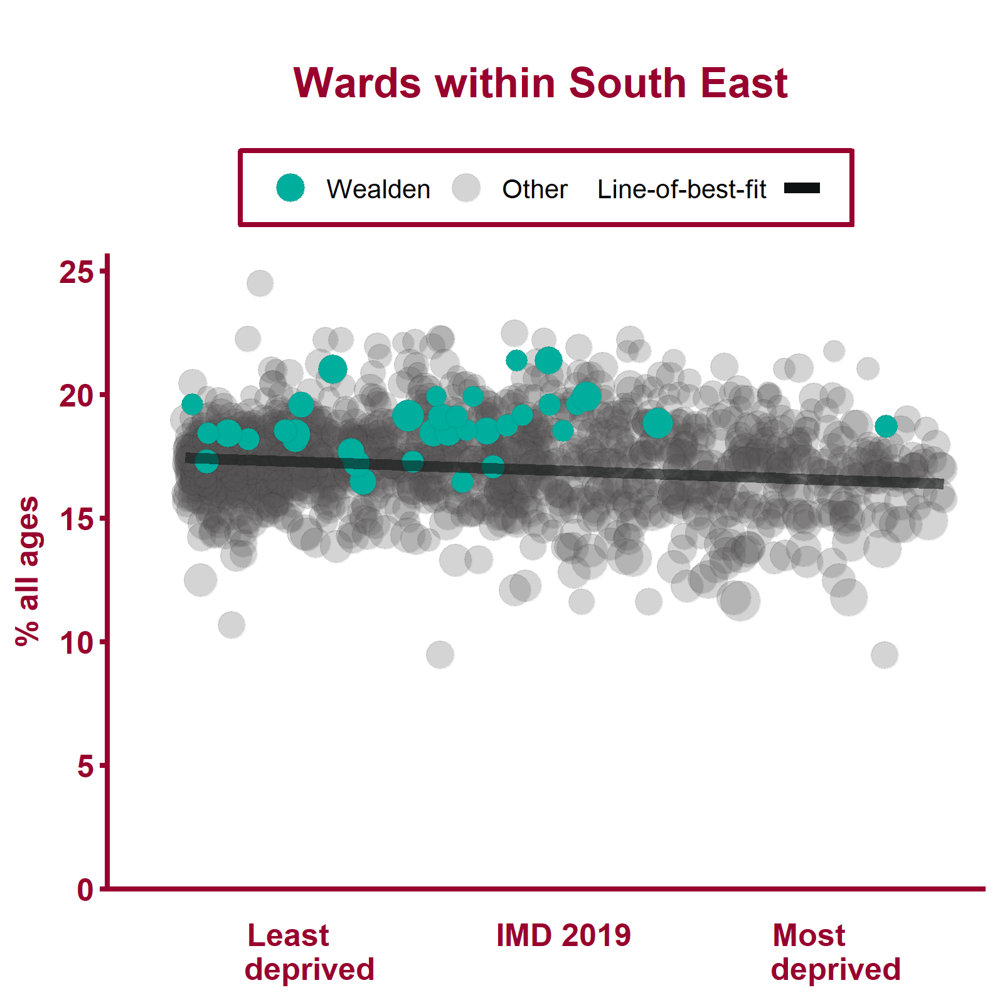 Wards within South East
Wealden Other Line-of-best-fit
25
20
15
10
5
0
% all ages
Least deprived
IMD 2019
Most deprived